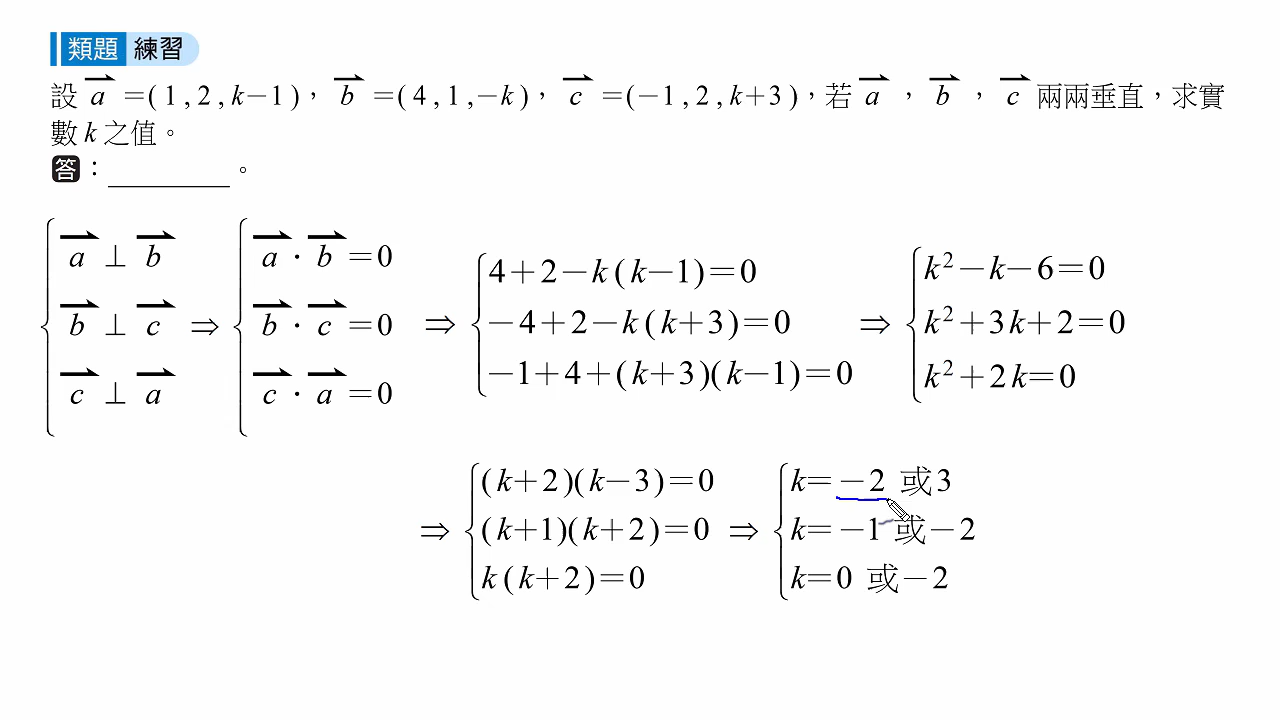 類題 練習
設 a⃗ =(1,2,k−1), b⃗ =(4,1,−k), c⃗ =(−1,2,k+3),若 a⃗ , b⃗ , c⃗ 兩兩垂直,求實
數 k 之值。
答:________。
{ a⃗ ⊥ b⃗ ⇒ { a⃗ · b⃗ =0 ⇒ { 4+2−k(k−1)=0 ⇒ { k²−k−6=0
b⃗ ⊥ c⃗ b⃗ · c⃗ =0 −4+2−k(k+3)=0 k²+3k+2=0
c⃗ ⊥ a⃗ c⃗ · a⃗ =0 −1+4+(k+3)(k−1)=0 k²+2k=0
⇒ { (k+2)(k−3)=0 ⇒ { k=−2 或3
(k+1)(k+2)=0 k=−1 或−2
k(k+2)=0 k=0 或−2